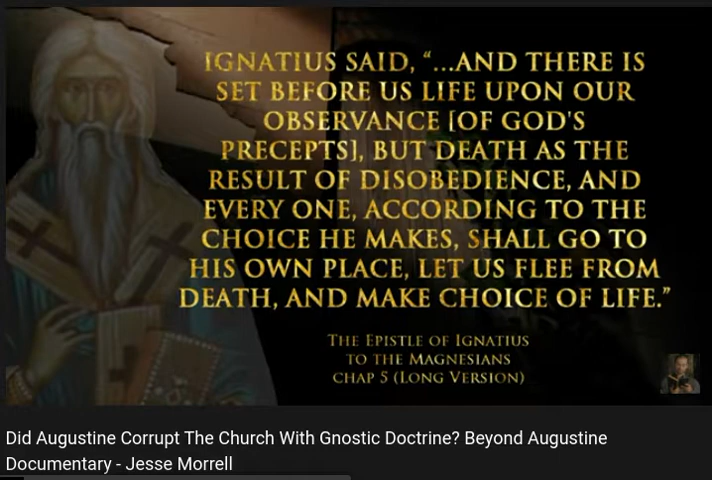 IGNATIUS SAID, “...AND THERE IS
SET BEFORE US LIFE UPON OUR
OBSERVANCE [OF GOD'S
PRECEPTS], BUT DEATH AS THE
RESULT OF DISOBEDIENCE, AND
EVERY ONE, ACCORDING TO THE
CHOICE HE MAKES, SHALL GO TO
HIS OWN PLACE, LET US FLEE FROM
DEATH, AND MAKE CHOICE OF LIFE.”
THE EPISTLE OF IGNATIUS
TO THE MAGNESIANS
CHAP 5 (LONG VERSION)
Did Augustine Corrupt The Church With Gnostic Doctrine? Beyond Augustine
Documentary - Jesse Morrell